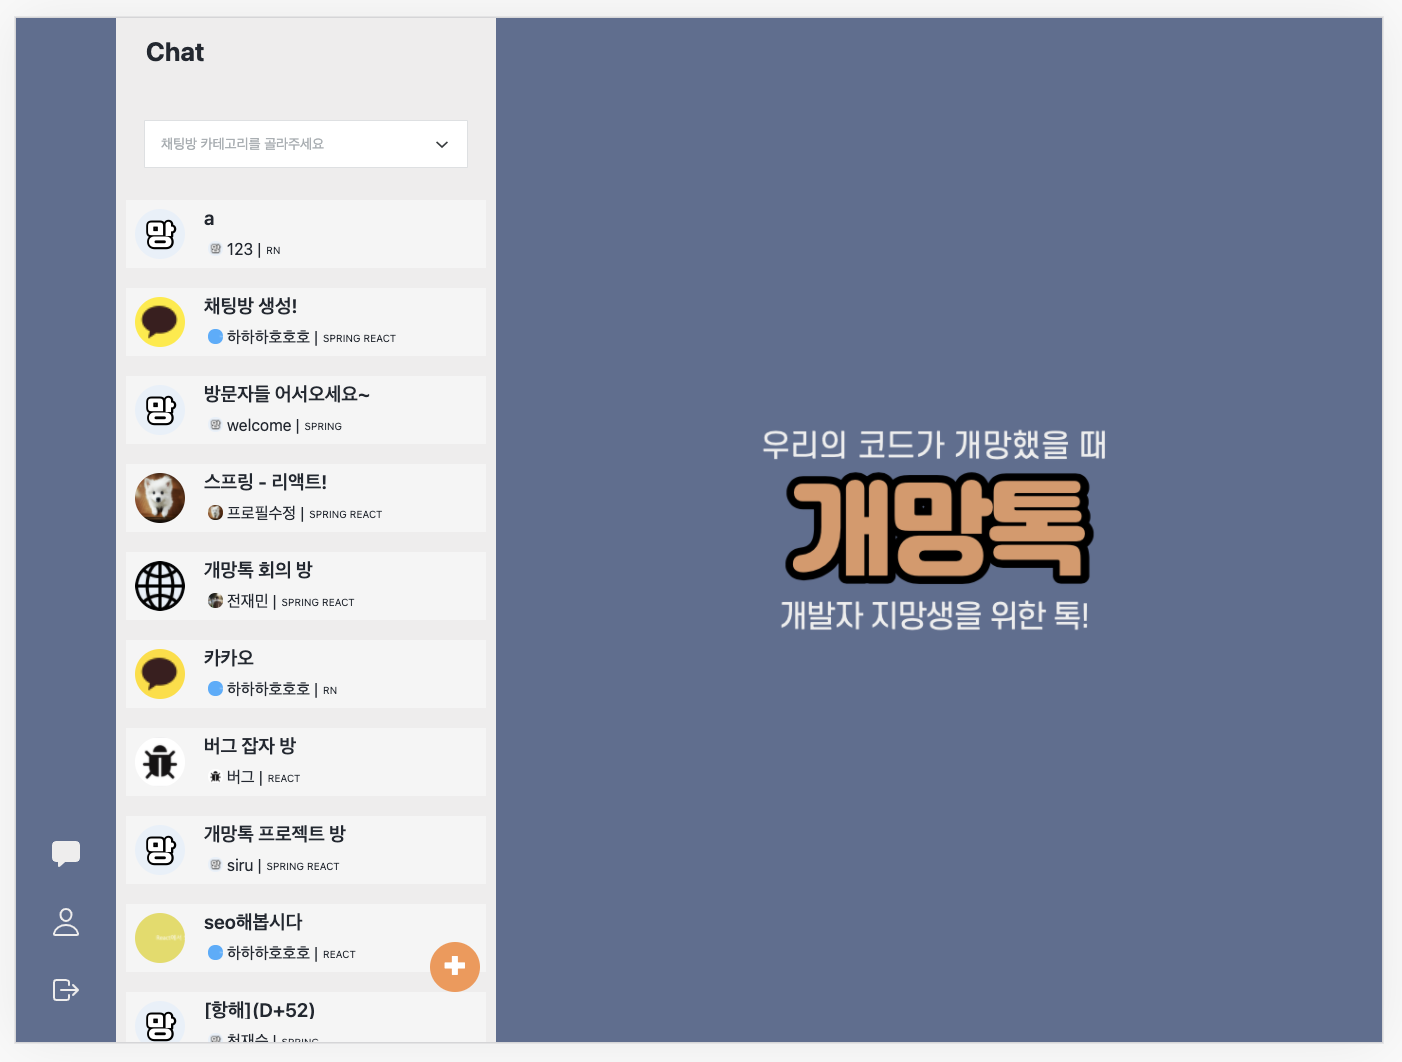 Chat
채팅방 카테고리를 골라주세요
a
123 | RN
채팅방 생성!
하하하호호호 | SPRING REACT
방문자들 어서오세요~
welcome | SPRING
스프링 - 리액트!
프로필수정 | SPRING REACT
개망톡 회의 방
전재민 | SPRING REACT
카카오
하하하호호호 | RN
버그 잡자 방
버그 | REACT
개망톡 프로젝트 방
siru | SPRING REACT
seo해봅시다
하하하호호호 | REACT
[항해](D+52)
우리의 코드가 개망했을 때
개망톡
개발자 지망생을 위한 톡!